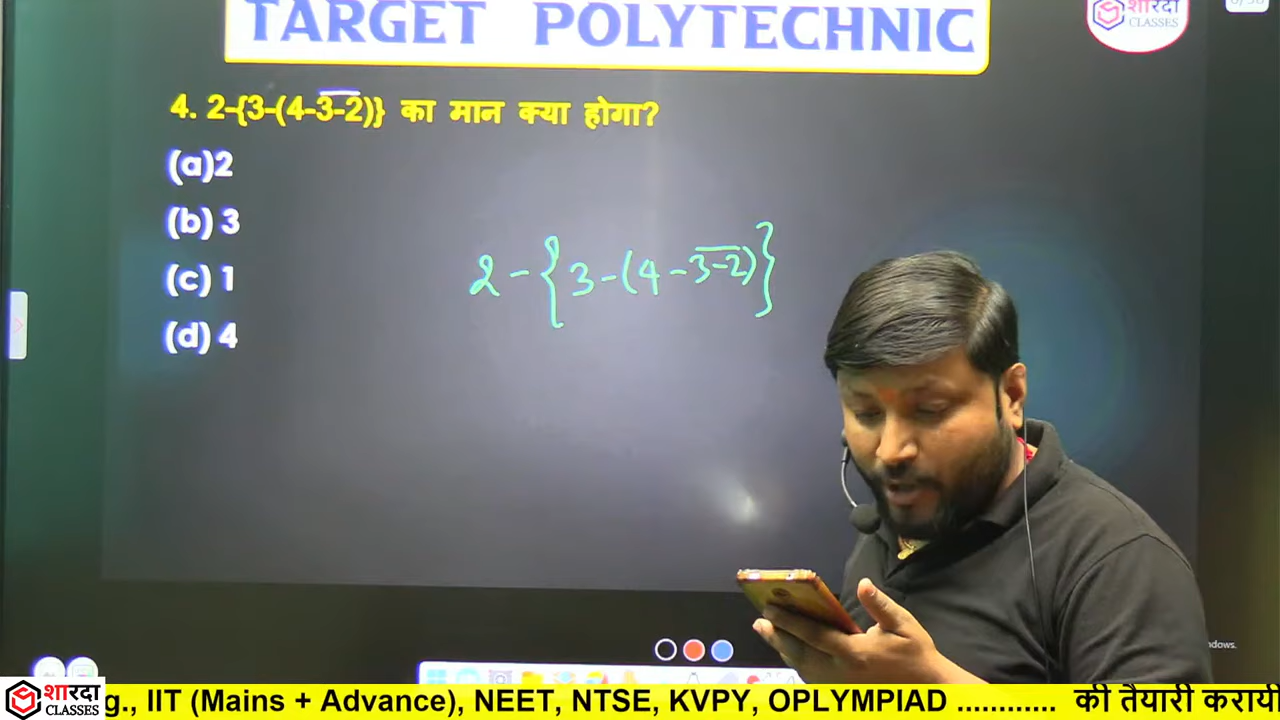 TARGET POLYTECHNIC
शारदा
CLASSES
4. 2-{3-(4-3̅-̅2̅)} का मान क्या होगा?
(a)2
(b) 3
(c) 1
(d) 4
2-{3-(4-3̅-̅2̅)}
शारदा
CLASSES
g., IIT (Mains + Advance), NEET, NTSE, KVPY, OPLYMPIAD ............ की तैयारी करायी